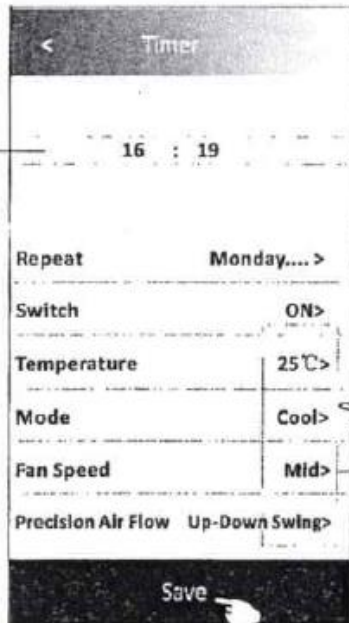 < Timer
16 : 19
Repeat Monday.... >
Switch ON>
Temperature 25℃>
Mode Cool>
Fan Speed Mid>
Precision Air Flow Up-Down Swing>
Save